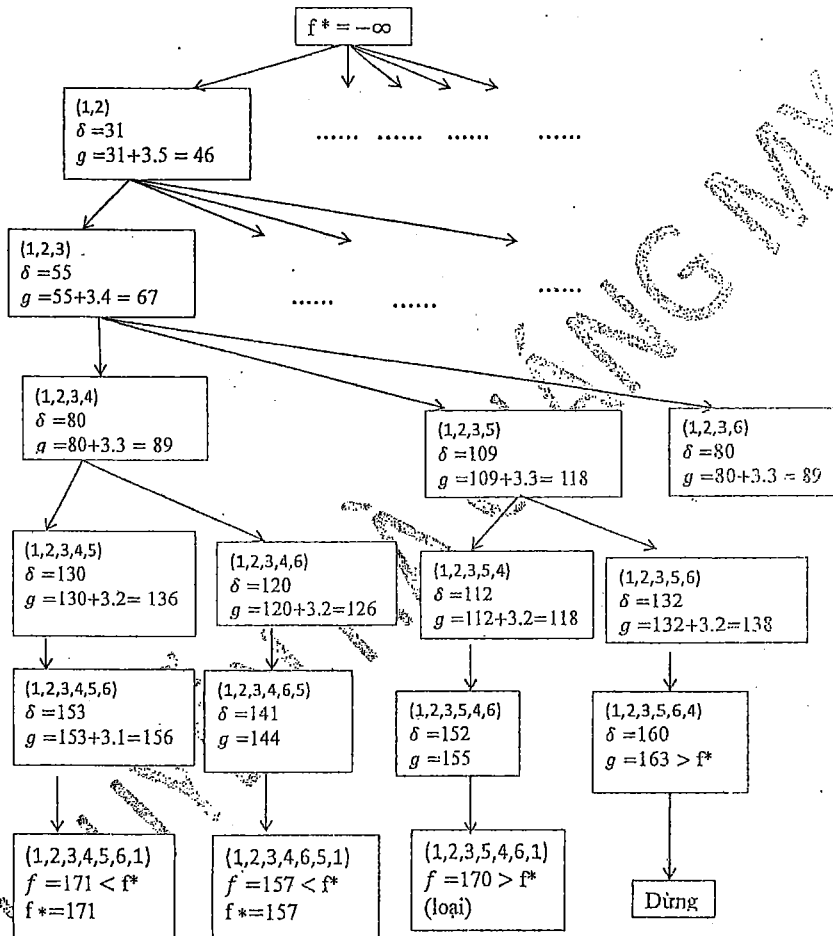 f * = −∞
(1,2)
δ =31
g =31+3.5 = 46
...... ...... ...... ......
(1,2,3)
δ =55
g =55+3.4 = 67
...... ...... ......
(1,2,3,4)
δ =80
g =80+3.3 = 89
(1,2,3,5)
δ =109
g =109+3.3= 118
(1,2,3,6)
δ =80
g =80+3.3 = 89
(1,2,3,4,5)
δ =130
g =130+3.2= 136
(1,2,3,4,6)
δ =120
g =120+3.2=126
(1,2,3,5,4)
δ =112
g =112+3.2=118
(1,2,3,5,6)
δ =132
g =132+3.2=138
(1,2,3,4,5,6)
δ =153
g =153+3.1=156
(1,2,3,4,6,5)
δ =141
g =144
(1,2,3,5,4,6)
δ =152
g =155
(1,2,3,5,6,4)
δ =160
g =163 > f*
(1,2,3,4,5,6,1)
f =171 < f*
f *=171
(1,2,3,4,6,5,1)
f =157 < f*
f *=157
(1,2,3,5,4,6,1)
f =170 > f*
(loại)
Dừng